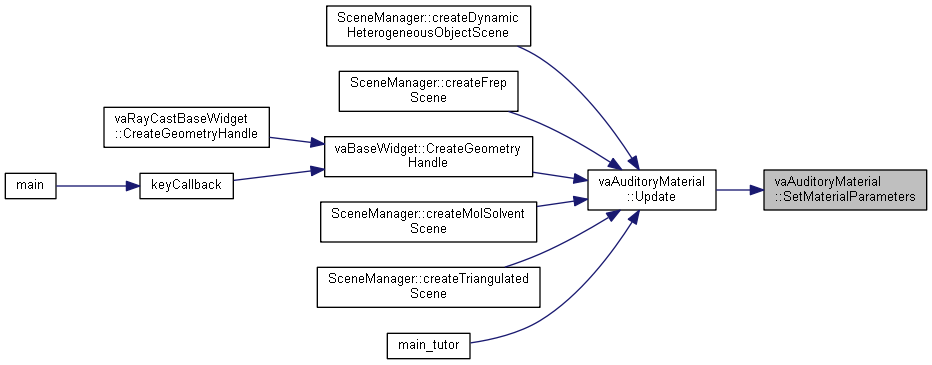 SceneManager::createDynamic
HeterogeneousObjectScene
SceneManager::createFrep
Scene
vaRayCastBaseWidget
::CreateGeometryHandle
vaBaseWidget::CreateGeometry
Handle
main
keyCallback
vaAuditoryMaterial
::Update
vaAuditoryMaterial
::SetMaterialParameters
SceneManager::createMolSolvent
Scene
SceneManager::createTriangulated
Scene
main_tutor